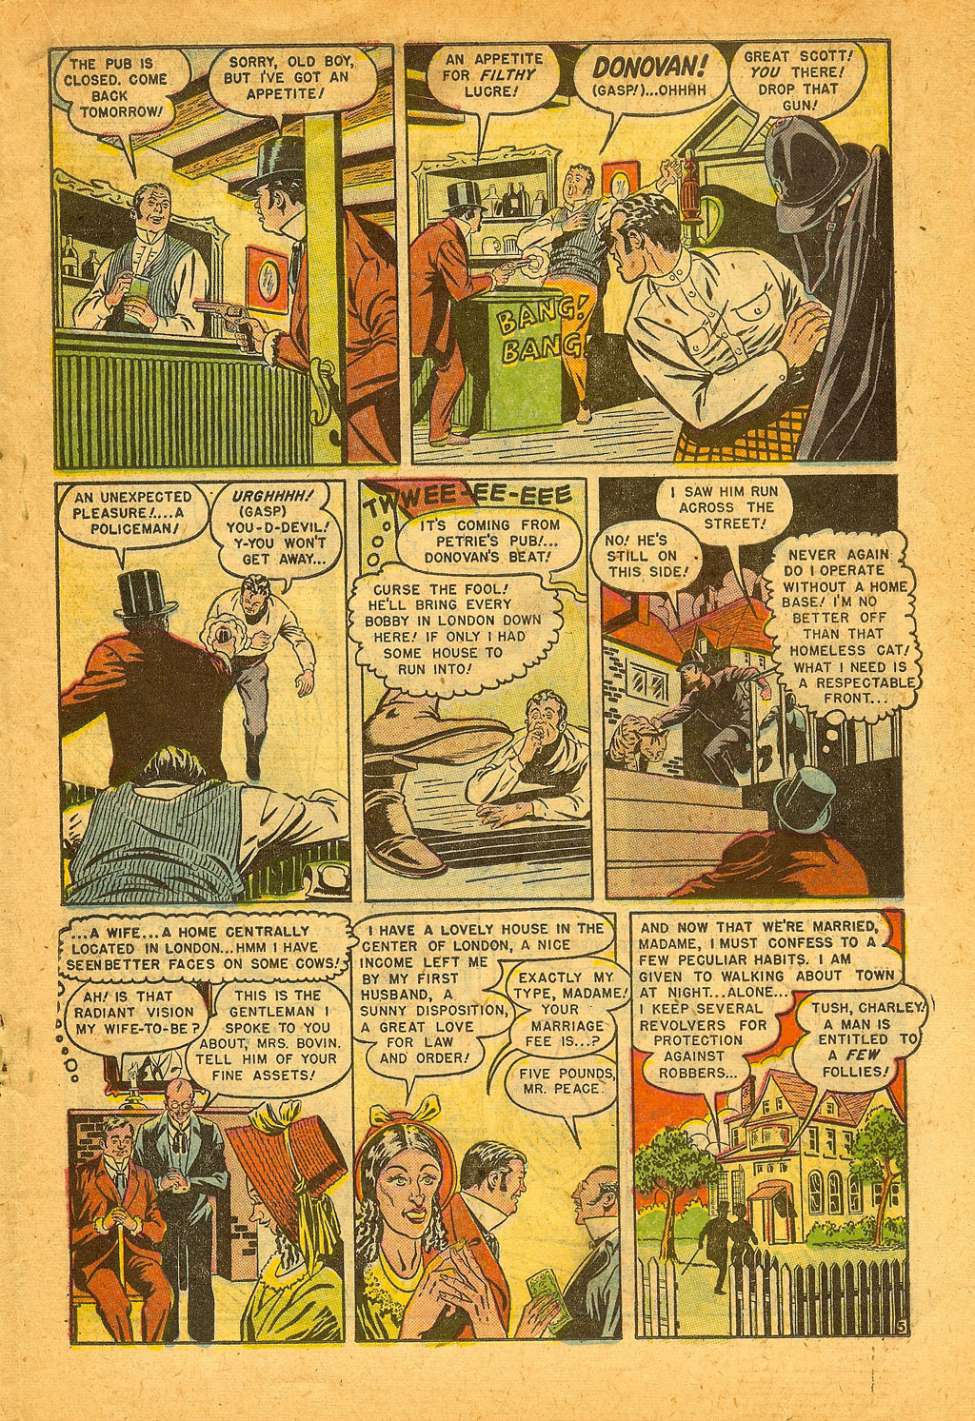 THE PUB IS
CLOSED. COME
BACK
TOMORROW!
SORRY, OLD BOY,
BUT I'VE GOT AN
APPETITE!
AN APPETITE
FOR FILTHY
LUCRE!
DONOVAN!
(GASP!)...OHHHH
GREAT SCOTT!
YOU THERE!
DROP THAT
GUN!
BANG!
BANG!
AN UNEXPECTED
PLEASURE!....A
POLICEMAN!
URGHHHH!
(GASP)
YOU-D-DEVIL!
Y-YOU WON'T
GET AWAY...
TWWEEE-EE-EEE
IT'S COMING FROM
PETRIE'S PUB!...
DONOVAN'S BEAT!
CURSE THE FOOL!
HE'LL BRING EVERY
BOBBY IN LONDON DOWN
HERE! IF ONLY I HAD
SOME HOUSE TO
RUN INTO!
I SAW HIM RUN
ACROSS THE
STREET!
NO! HE'S
STILL ON
THIS SIDE!
NEVER AGAIN
DO I OPERATE
WITHOUT A HOME
BASE! I'M NO
BETTER OFF
THAN THAT
HOMELESS CAT!
WHAT I NEED IS
A RESPECTABLE
FRONT...
...A WIFE...A HOME CENTRALLY
LOCATED IN LONDON...HMM I HAVE
SEEN BETTER FACES ON SOME COWS!
AH! IS THAT
RADIANT VISION
MY WIFE-TO-BE?
THIS IS THE
GENTLEMAN I
SPOKE TO YOU
ABOUT, MRS. BOVIN.
TELL HIM OF YOUR
FINE ASSETS!
I HAVE A LOVELY HOUSE IN THE
CENTER OF LONDON, A NICE
INCOME LEFT ME
BY MY FIRST
HUSBAND, A
SUNNY DISPOSITION,
A GREAT LOVE
FOR LAW
AND ORDER!
EXACTLY MY
TYPE, MADAME!
YOUR
MARRIAGE
FEE IS...?
FIVE POUNDS,
MR. PEACE.
AND NOW THAT WE'RE MARRIED,
MADAME, I MUST CONFESS TO A
FEW PECULIAR HABITS. I AM
GIVEN TO WALKING ABOUT TOWN
AT NIGHT...ALONE...
I KEEP SEVERAL
REVOLVERS FOR
PROTECTION
AGAINST
ROBBERS...
TUSH, CHARLEY!
A MAN IS
ENTITLED TO
A FEW
FOLLIES!
5